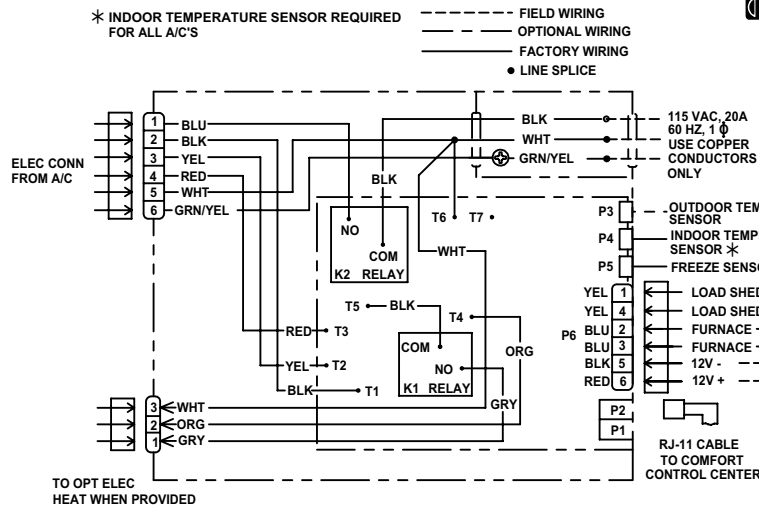 * INDOOR TEMPERATURE SENSOR REQUIRED
FOR ALL A/C'S
FIELD WIRING
OPTIONAL WIRING
FACTORY WIRING
LINE SPLICE
ELEC CONN
FROM A/C
1
2
3
4
5
6
BLU
BLK
YEL
RED
WHT
GRN/YEL
BLK
WHT
GRN/YEL
115 VAC, 20A
60 HZ, 1 ϕ
USE COPPER
CONDUCTORS
ONLY
BLK
NO
COM
K2 RELAY
T6
T7
WHT
T5
BLK
T4
RED
T3
YEL
T2
BLK
T1
COM
NO
K1 RELAY
ORG
GRY
P3
OUTDOOR
SENSOR
P4
INDOOR
SENSOR *
P5
FREEZE
P6
YEL 1 LOAD
YEL 4 LOAD
BLU 2 FURNACE
BLU 3 FURNACE
BLK 5 12V -
RED 6 12V +
P2
P1
RJ-11 CABLE
TO COMFORT
CONTROL CENTER
3 WHT
2 ORG
1 GRY
TO OPT ELEC
HEAT WHEN PROVIDED